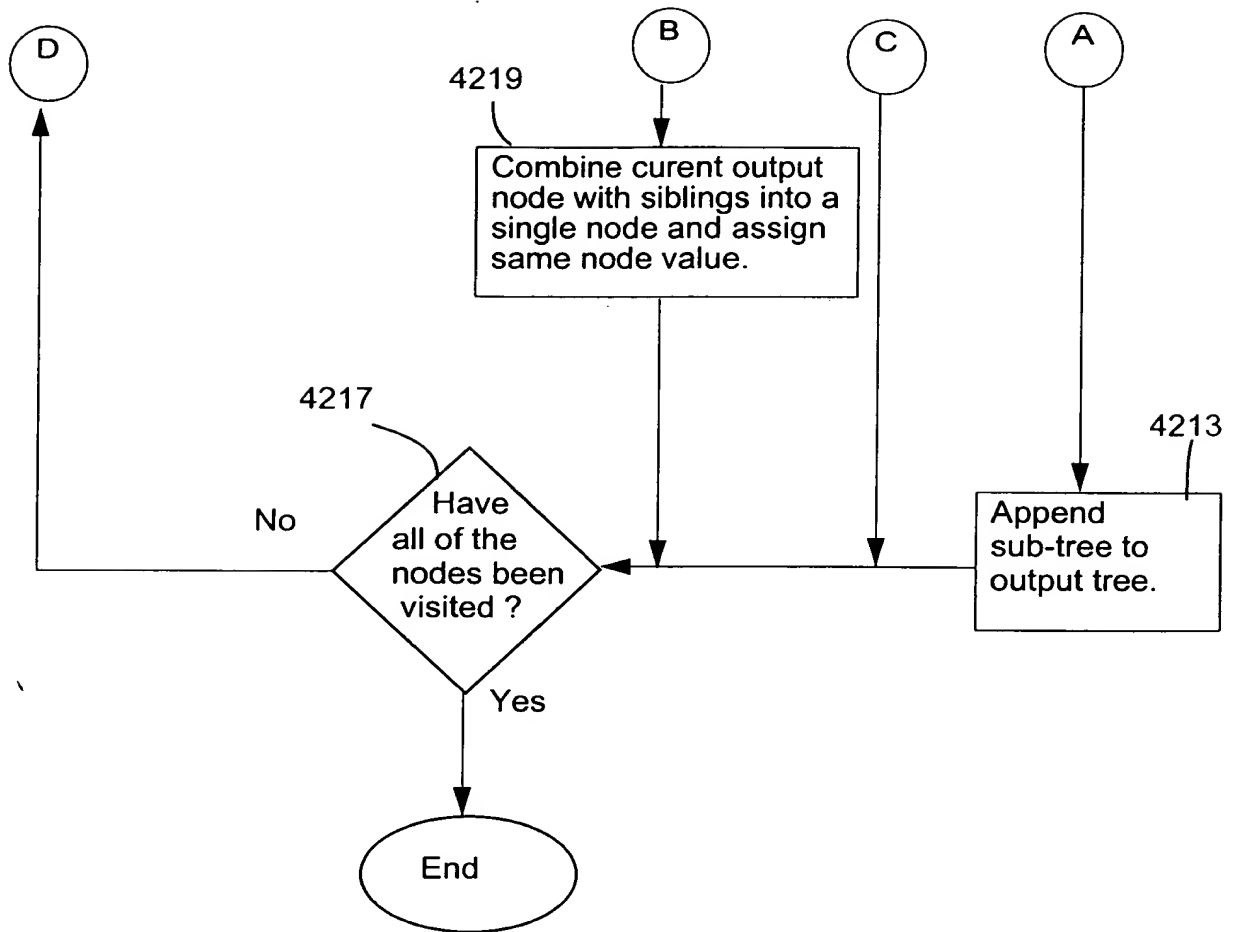 D
B
C
A
4219
Combine curent output
node with siblings into a
single node and assign
same node value.
4217
4213
No
Have
all of the
nodes been
visited ?
Append
sub-tree to
output tree.
Yes
End